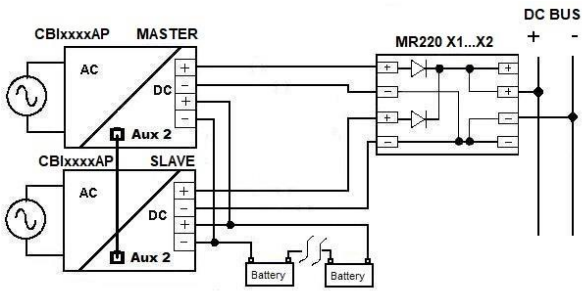 DC BUS
+ -
CBIxxxxAP MASTER
MR220 X1...X2
AC
DC
+
-
+
-
Aux 2
+
-
+
-
+
+
-
-
CBIxxxxAP SLAVE
AC
DC
+
-
+
-
Aux 2
Battery
Battery